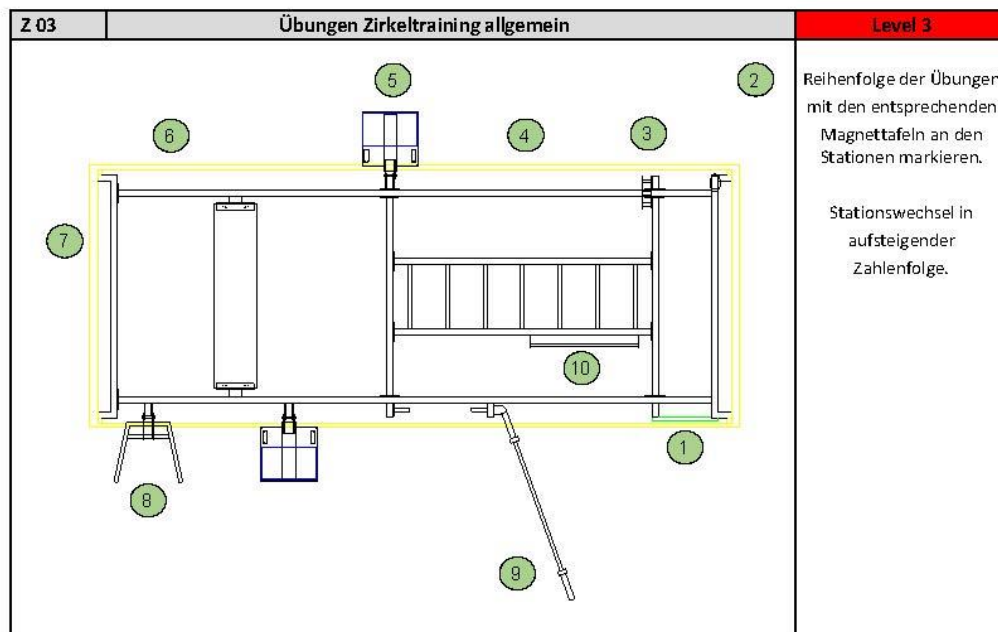 Z 03
Übungen Zirkeltraining allgemein
Level 3
Reihenfolge der Übungen
mit den entsprechenden
Magnettafeln an den
Stationen markieren.
Stationswechsel in
aufsteigender
Zahlenfolge.
5
2
6
4
3
7
10
1
8
9